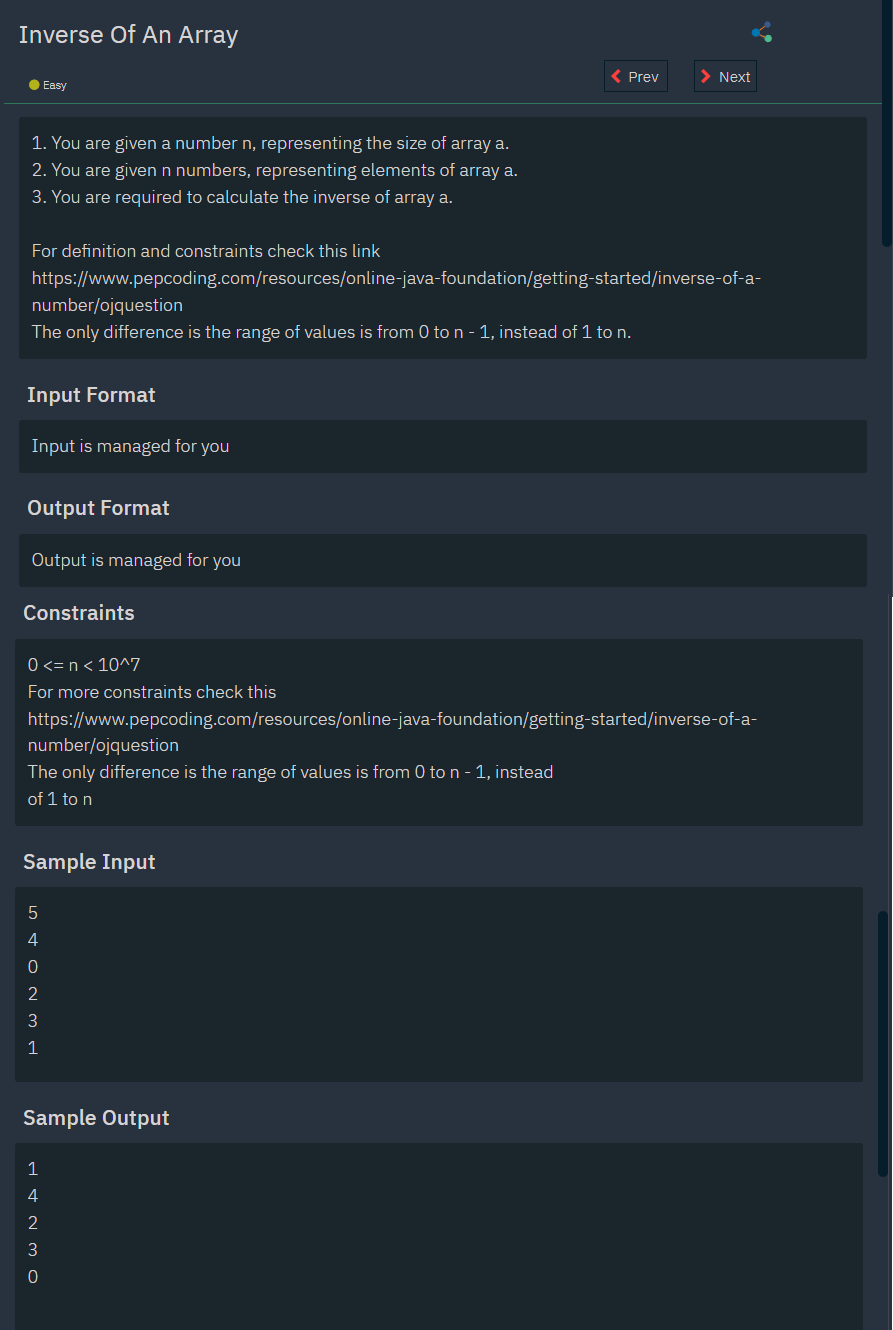 Inverse Of An Array
Easy
Prev
Next
1. You are given a number n, representing the size of array a.
2. You are given n numbers, representing elements of array a.
3. You are required to calculate the inverse of array a.
For definition and constraints check this link
https://www.pepcoding.com/resources/online-java-foundation/getting-started/inverse-of-a-
number/ojquestion
The only difference is the range of values is from 0 to n - 1, instead of 1 to n.
Input Format
Input is managed for you
Output Format
Output is managed for you
Constraints
0 <= n < 10^7
For more constraints check this
https://www.pepcoding.com/resources/online-java-foundation/getting-started/inverse-of-a-
number/ojquestion
The only difference is the range of values is from 0 to n - 1, instead
of 1 to n
Sample Input
5
4
0
2
3
1
Sample Output
1
4
2
3
0